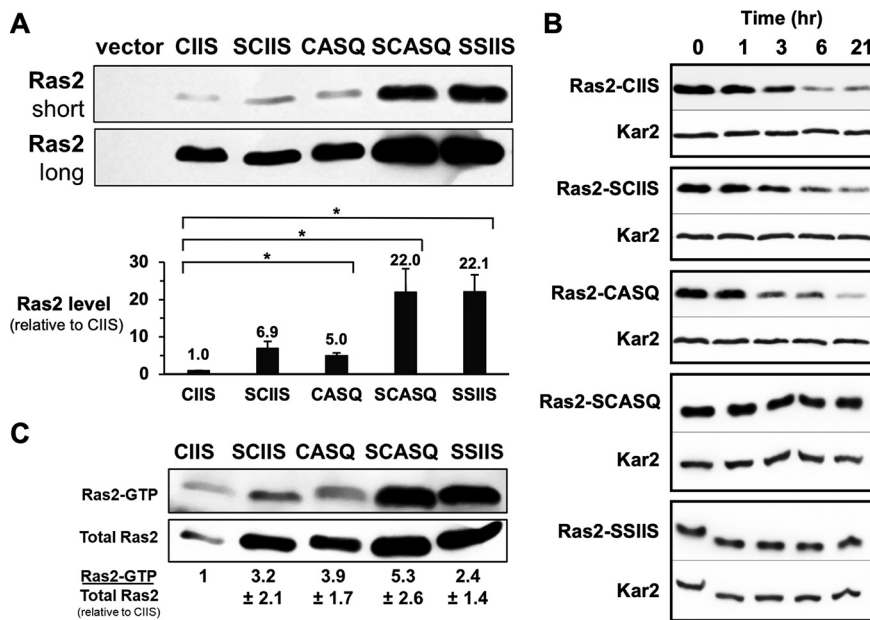 A
vector CIIS SCIIS CASQ SCASQ SSIIS
Ras2
short
Ras2
long
*
*
*
Ras2 level
(relative to CIIS)
30
20
10
0
1.0
6.9
5.0
22.0
22.1
CIIS SCIIS CASQ SCASQ SSIIS
C
CIIS SCIIS CASQ SCASQ SSIIS
Ras2-GTP
Total Ras2
Ras2-GTP 1 3.2 3.9 5.3 2.4
Total Ras2 ± 2.1 ± 1.7 ± 2.6 ± 1.4
(relative to CIIS)
B
Time (hr)
0 1 3 6 21
Ras2-CIIS
Kar2
Ras2-SCIIS
Kar2
Ras2-CASQ
Kar2
Ras2-SCASQ
Kar2
Ras2-SSIIS
Kar2